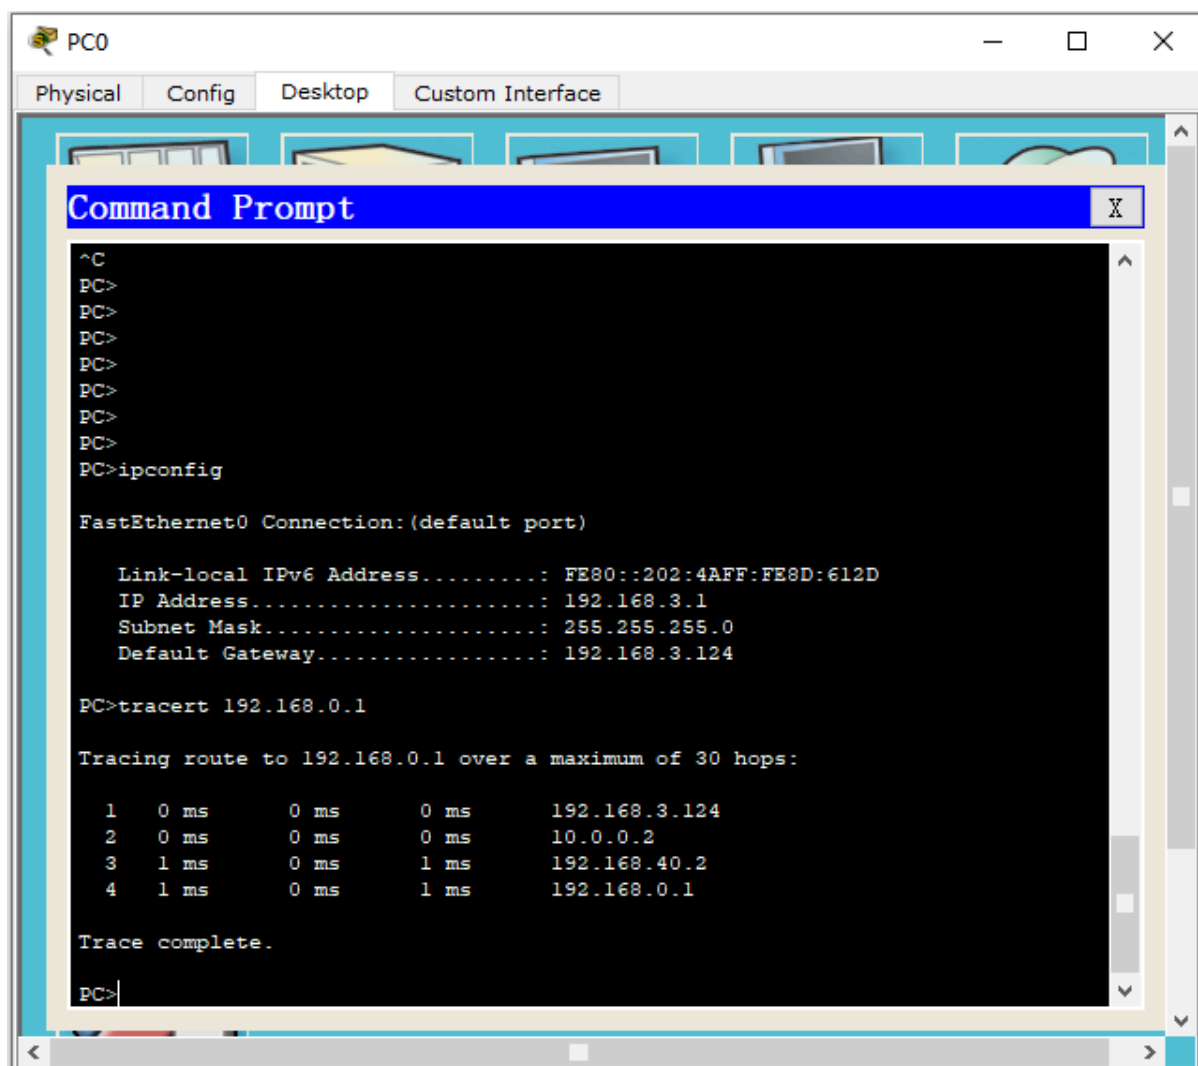 PC0
Physical Config Desktop Custom Interface
Command Prompt X
^C
PC>
PC>
PC>
PC>
PC>
PC>
PC>
PC>ipconfig
FastEthernet0 Connection:(default port)
Link-local IPv6 Address.........: FE80::202:4AFF:FE8D:612D
IP Address......................: 192.168.3.1
Subnet Mask.....................: 255.255.255.0
Default Gateway.................: 192.168.3.124
PC>tracert 192.168.0.1
Tracing route to 192.168.0.1 over a maximum of 30 hops:
1 0 ms 0 ms 0 ms 192.168.3.124
2 0 ms 0 ms 0 ms 10.0.0.2
3 1 ms 0 ms 1 ms 192.168.40.2
4 1 ms 0 ms 1 ms 192.168.0.1
Trace complete.
PC>